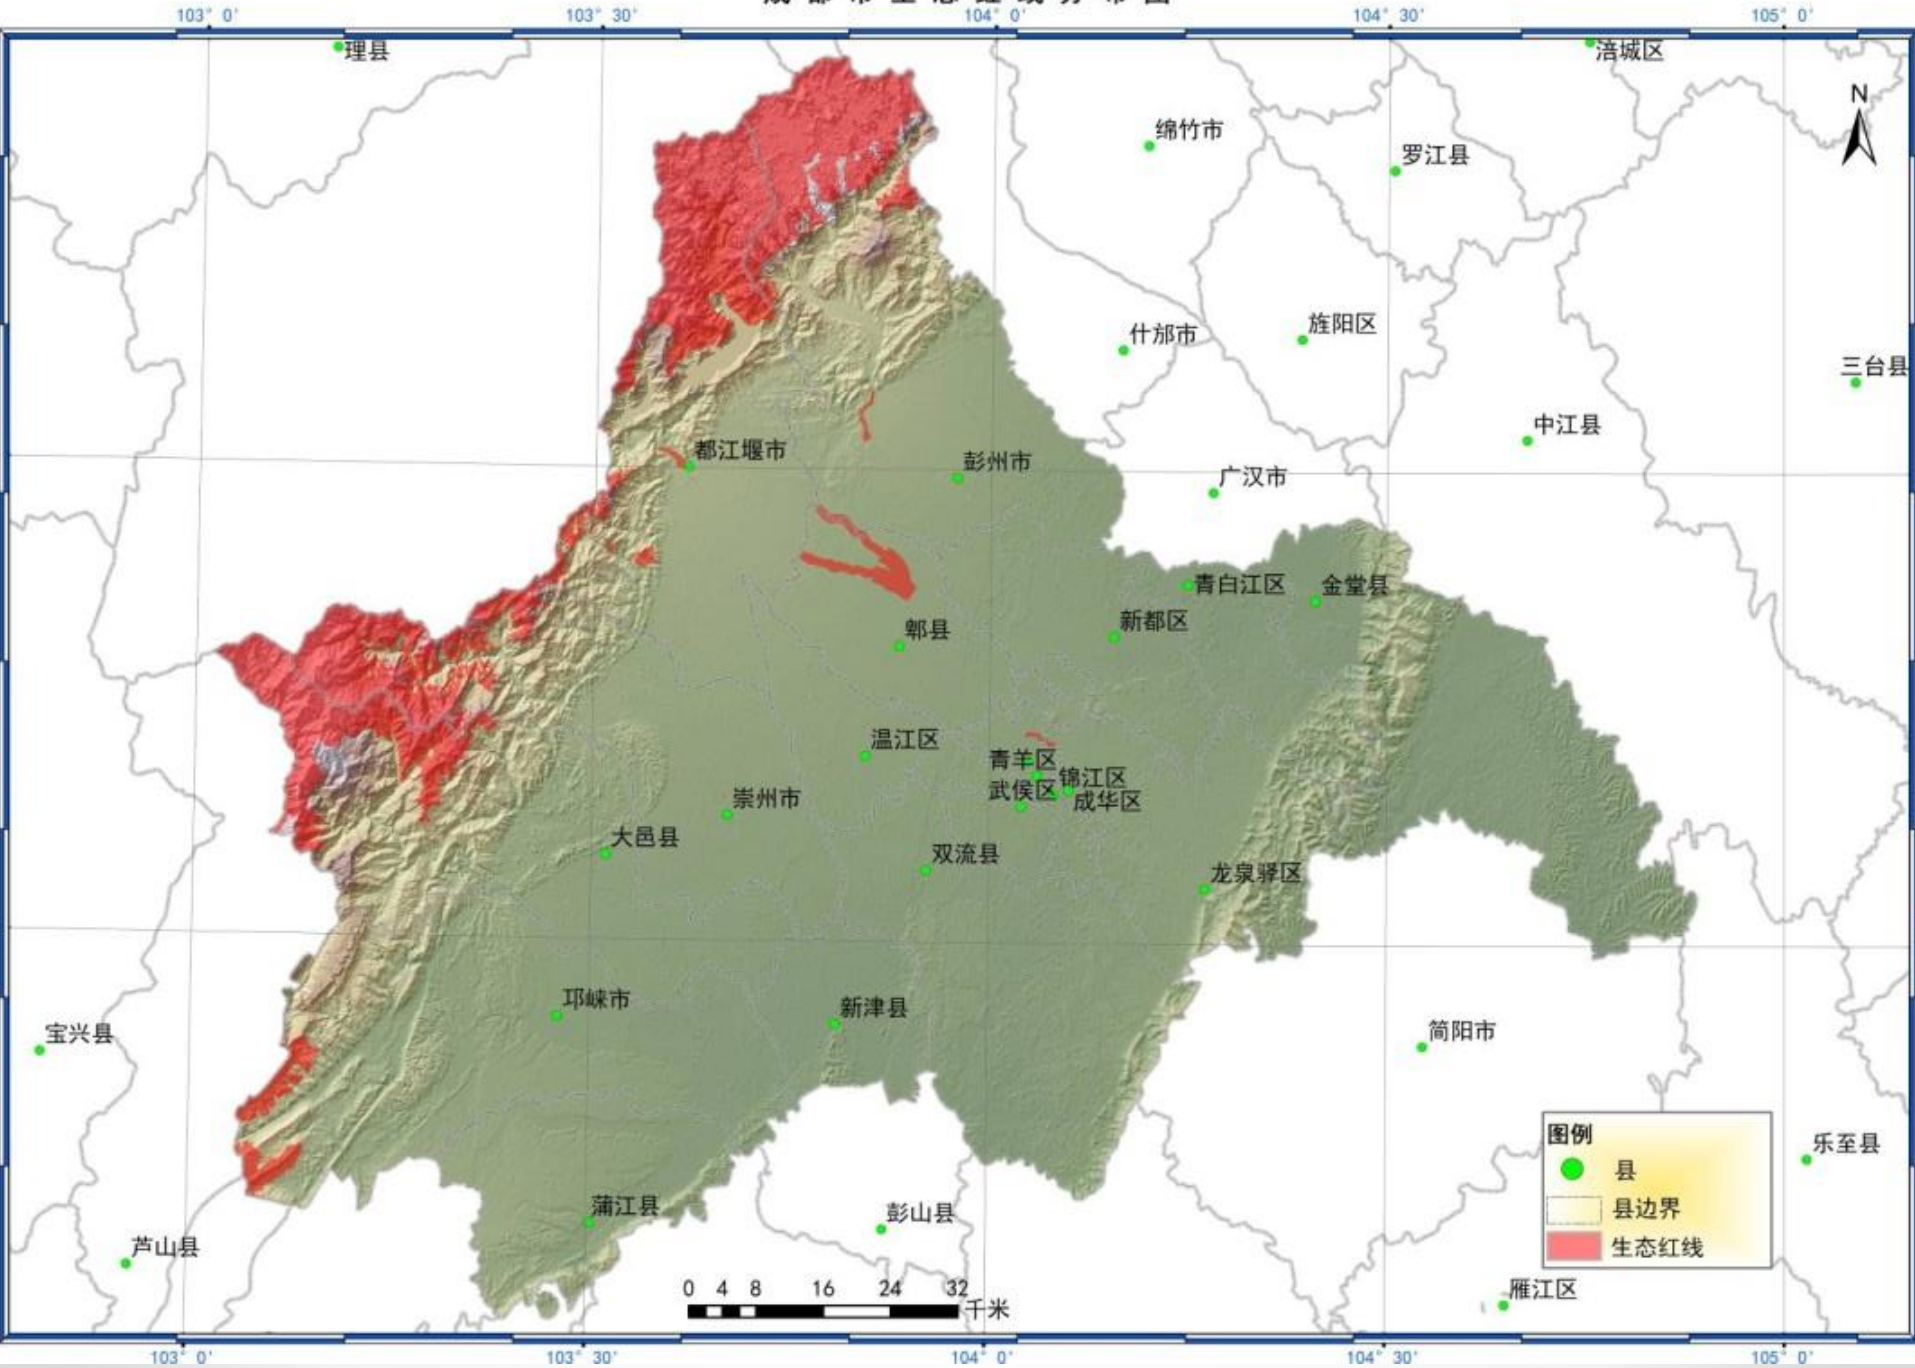 103° 0'
103° 30'
104° 0'
104° 30'
105° 0'
理县
涪城区
N
绵竹市
罗江县
什邡市
旌阳区
三台县
中江县
都江堰市
彭州市
广汉市
青白江区
金堂县
新都区
郫县
温江区
青羊区
锦江区
武侯区
成华区
崇州市
大邑县
双流县
龙泉驿区
邛崃市
新津县
宝兴县
简阳市
图例
县
县边界
生态红线
乐至县
蒲江县
彭山县
芦山县
雁江区
0 4 8 16 24 32
千米
103° 0'
103° 30'
104° 0'
104° 30'
105° 0'